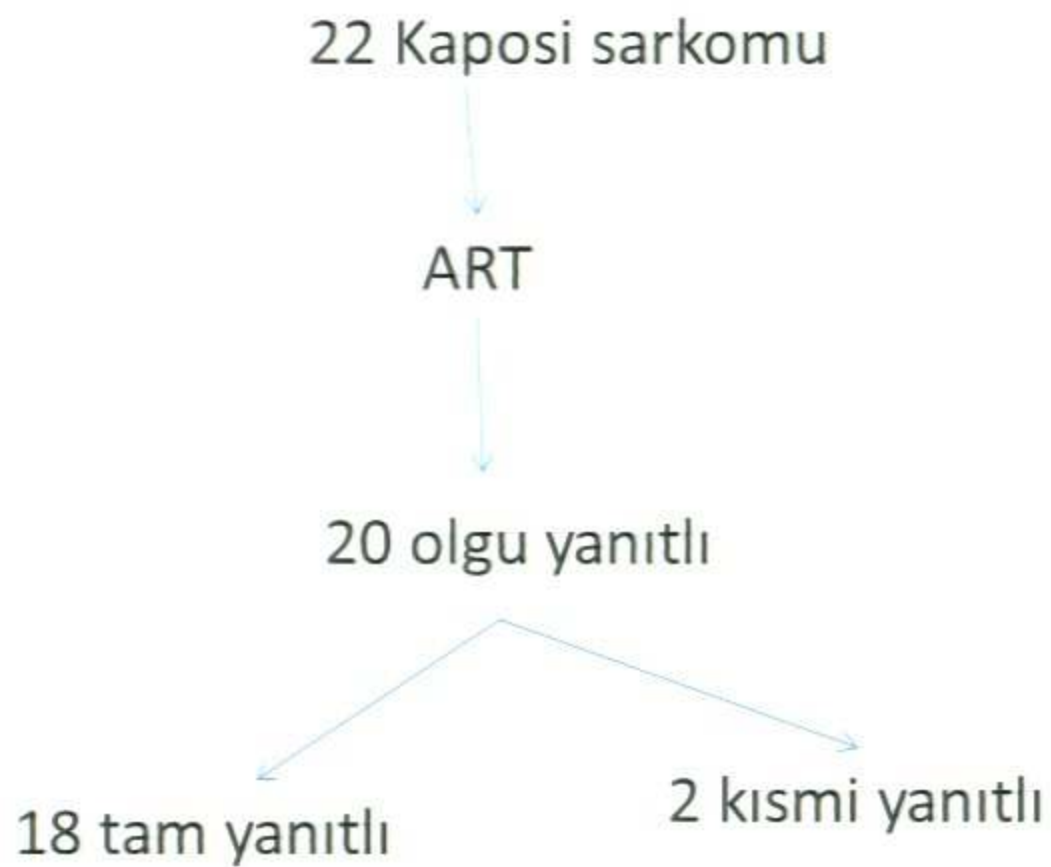 22 Kaposi sarkomu
ART
20 olgu yanıtlı
18 tam yanıtlı
2 kısmi yanıtlı